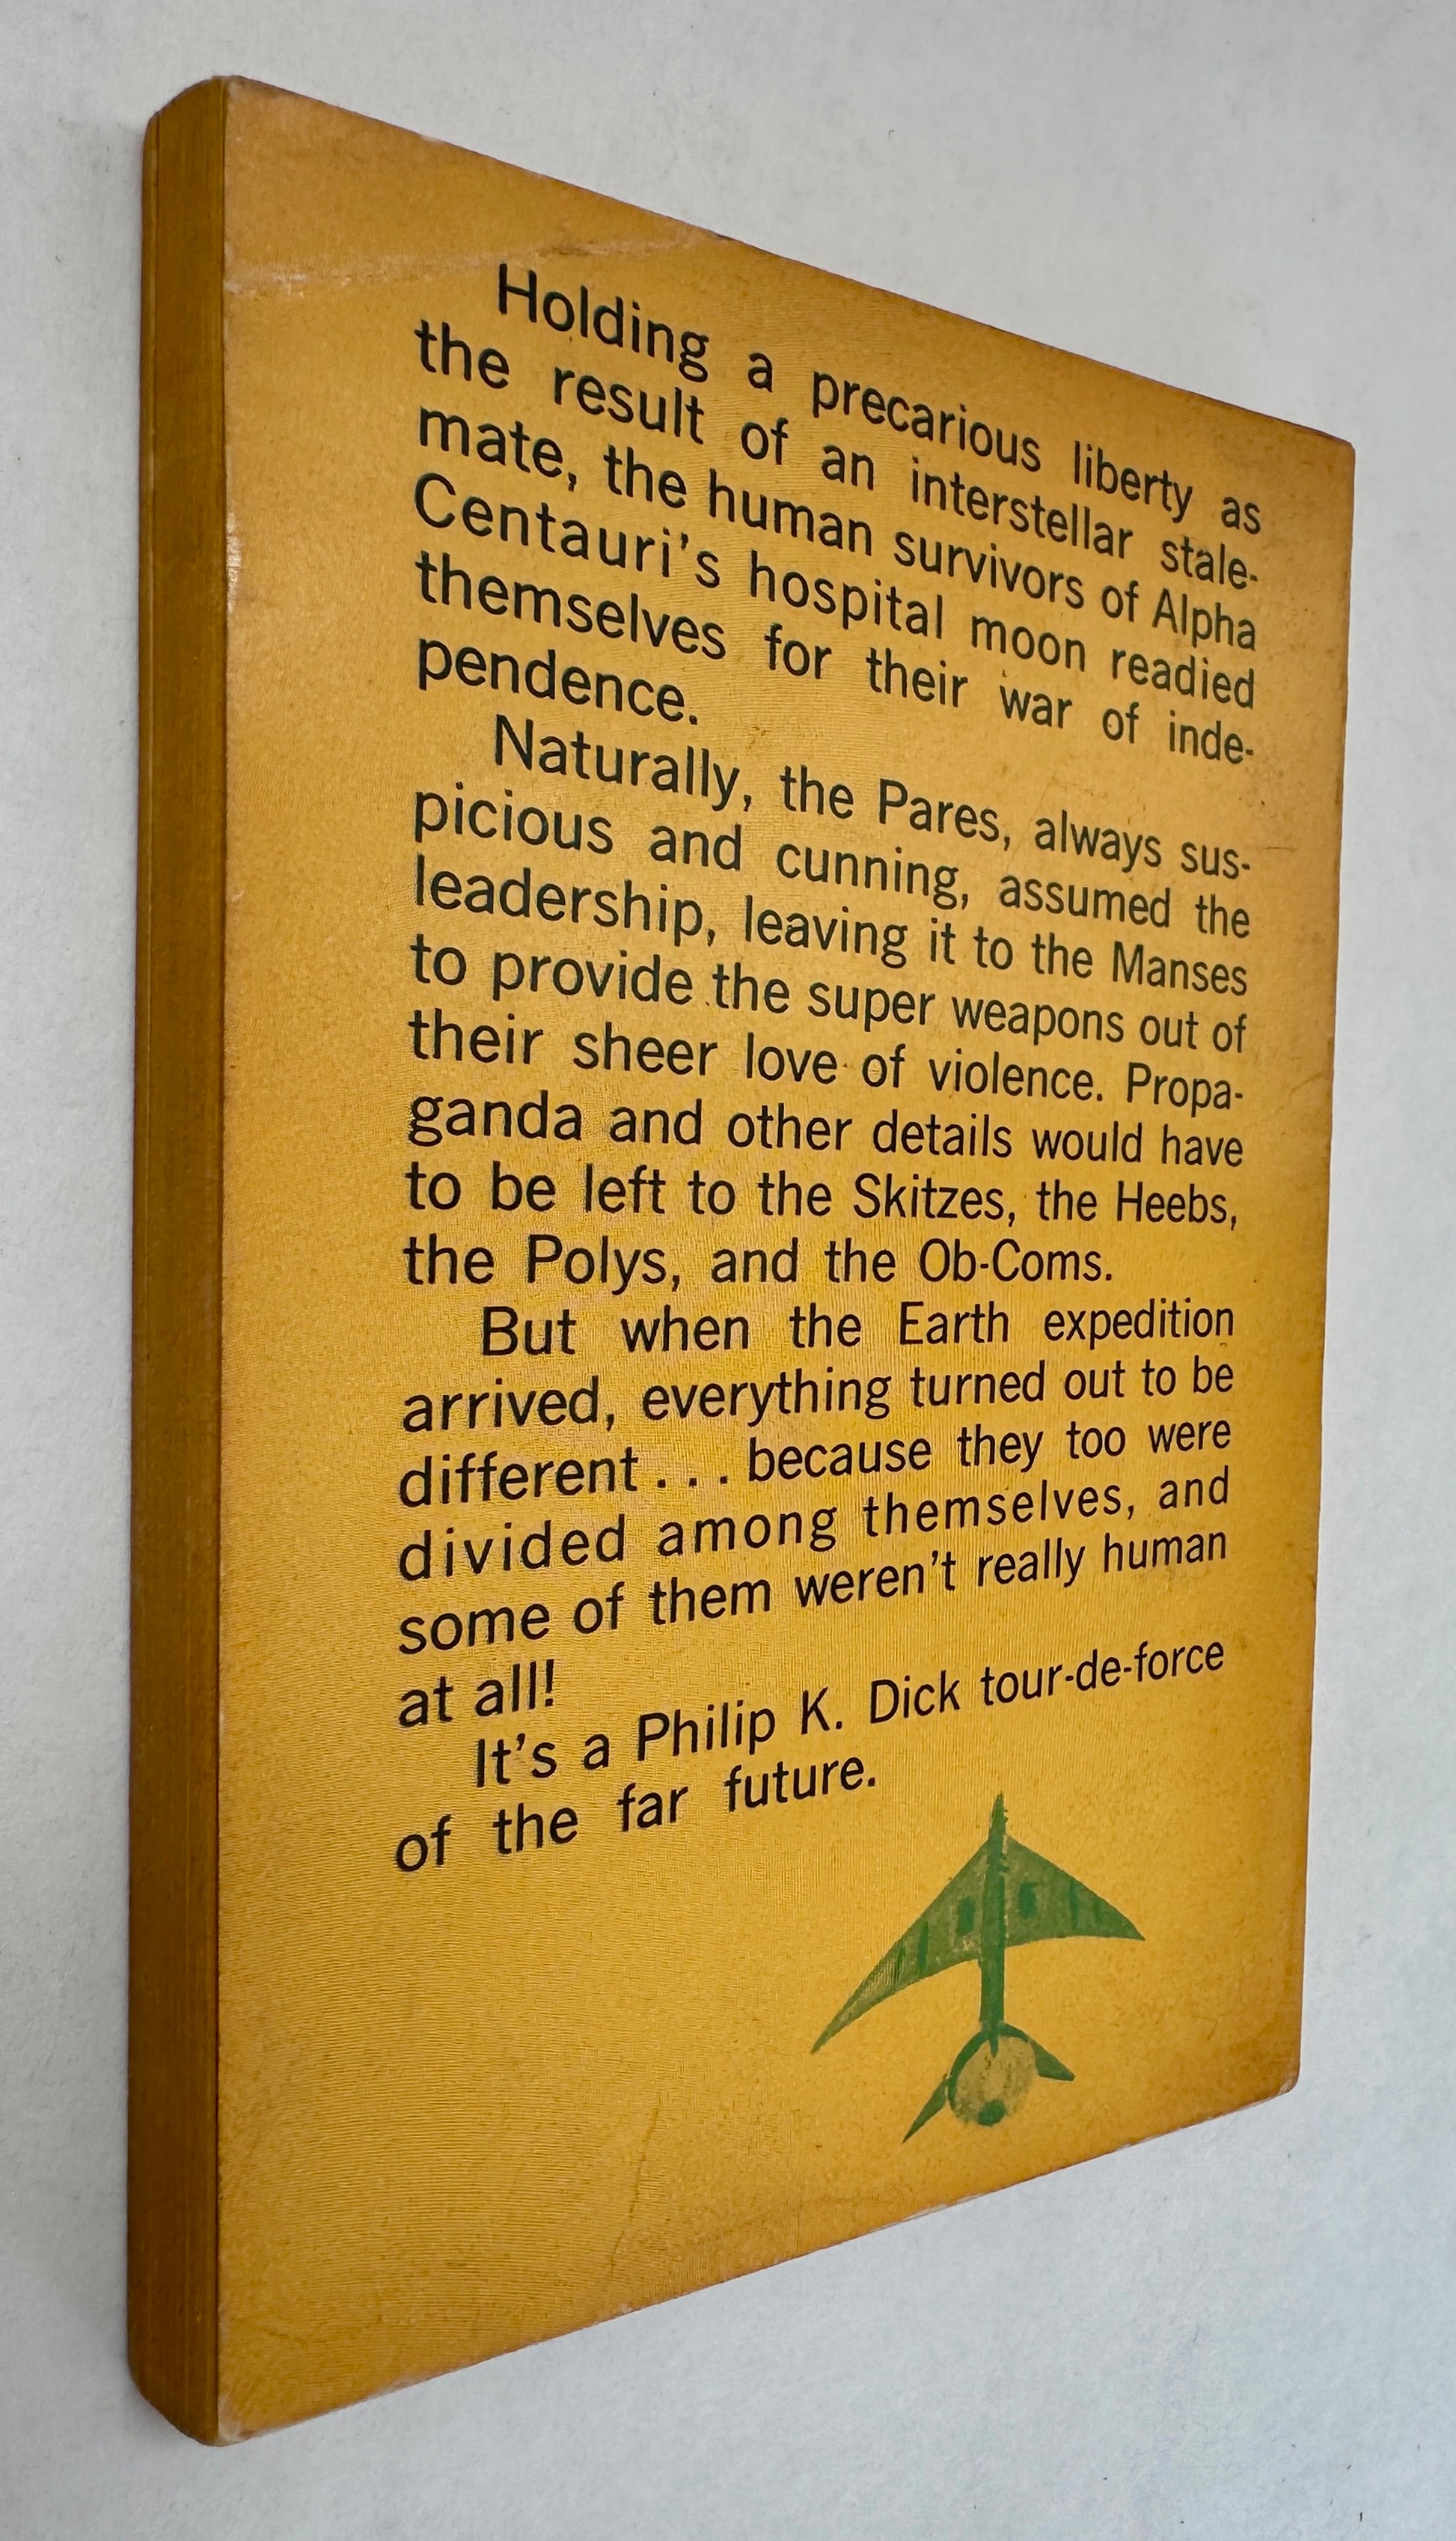 Holding a precarious liberty as
the result of an interstellar stale-
mate, the human survivors of Alpha
Centauri's hospital moon readied
themselves for their war of inde-
pendence.
Naturally, the Pares, always sus-
picious and cunning, assumed the
leadership, leaving it to the Manses
to provide the super weapons out of
their sheer love of violence. Propa-
ganda and other details would have
to be left to the Skitzes, the Heebs,
the Polys, and the Ob-Coms.
But when the Earth expedition
arrived, everything turned out to be
different . . . because they too were
divided among themselves, and
some of them weren't really human
at all!
It's a Philip K. Dick tour-de-force
of the far future.